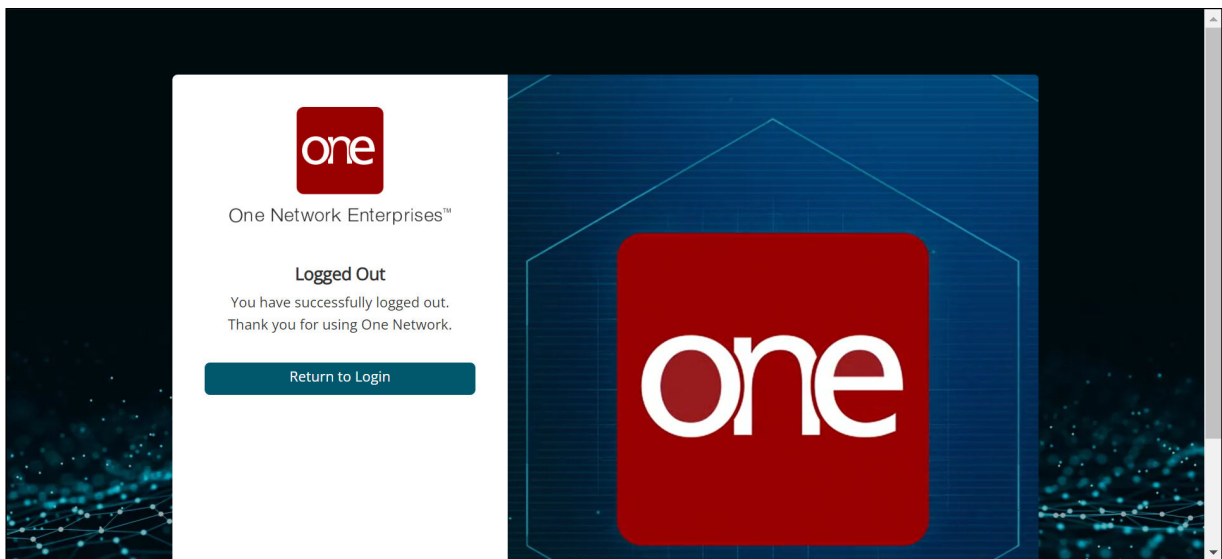 one
One Network Enterprises™
Logged Out
You have successfully logged out.
Thank you for using One Network.
Return to Login
one